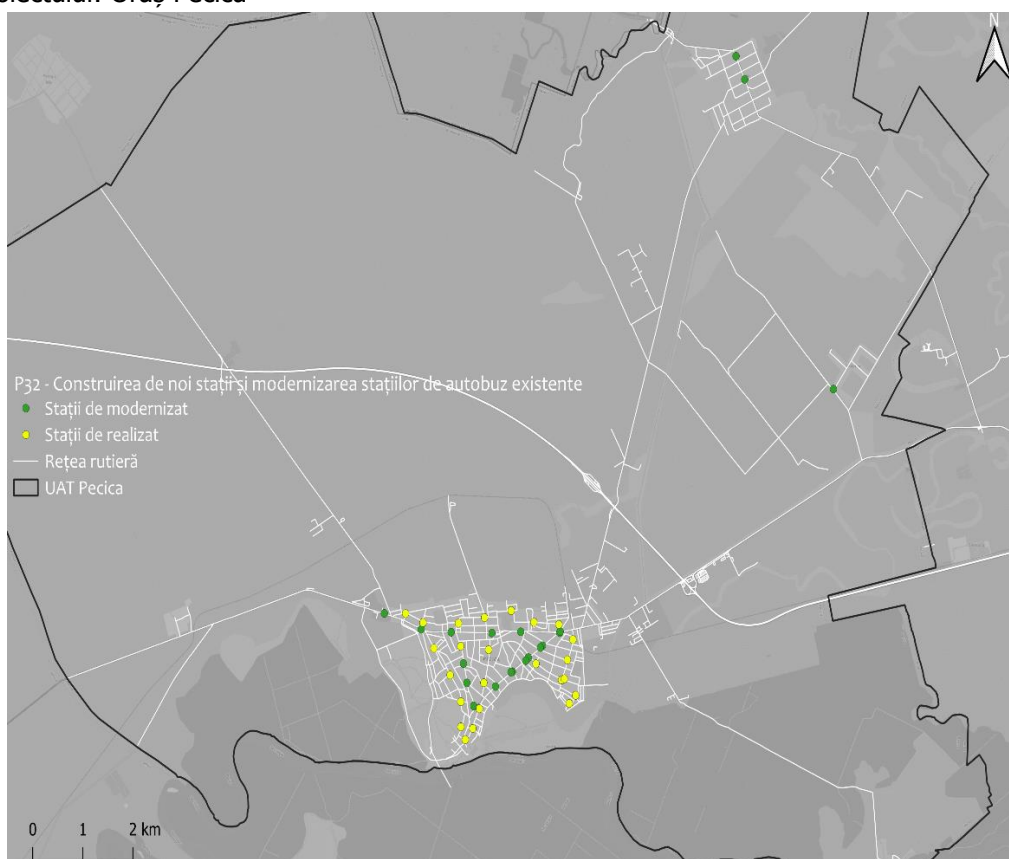 Oraș Pecica
N
P32 - Construirea de noi stații și modernizarea stațiilor de autobuz existente
Stații de modernizat
Stații de realizat
Rețea rutieră
UAT Pecica
0 1 2 km